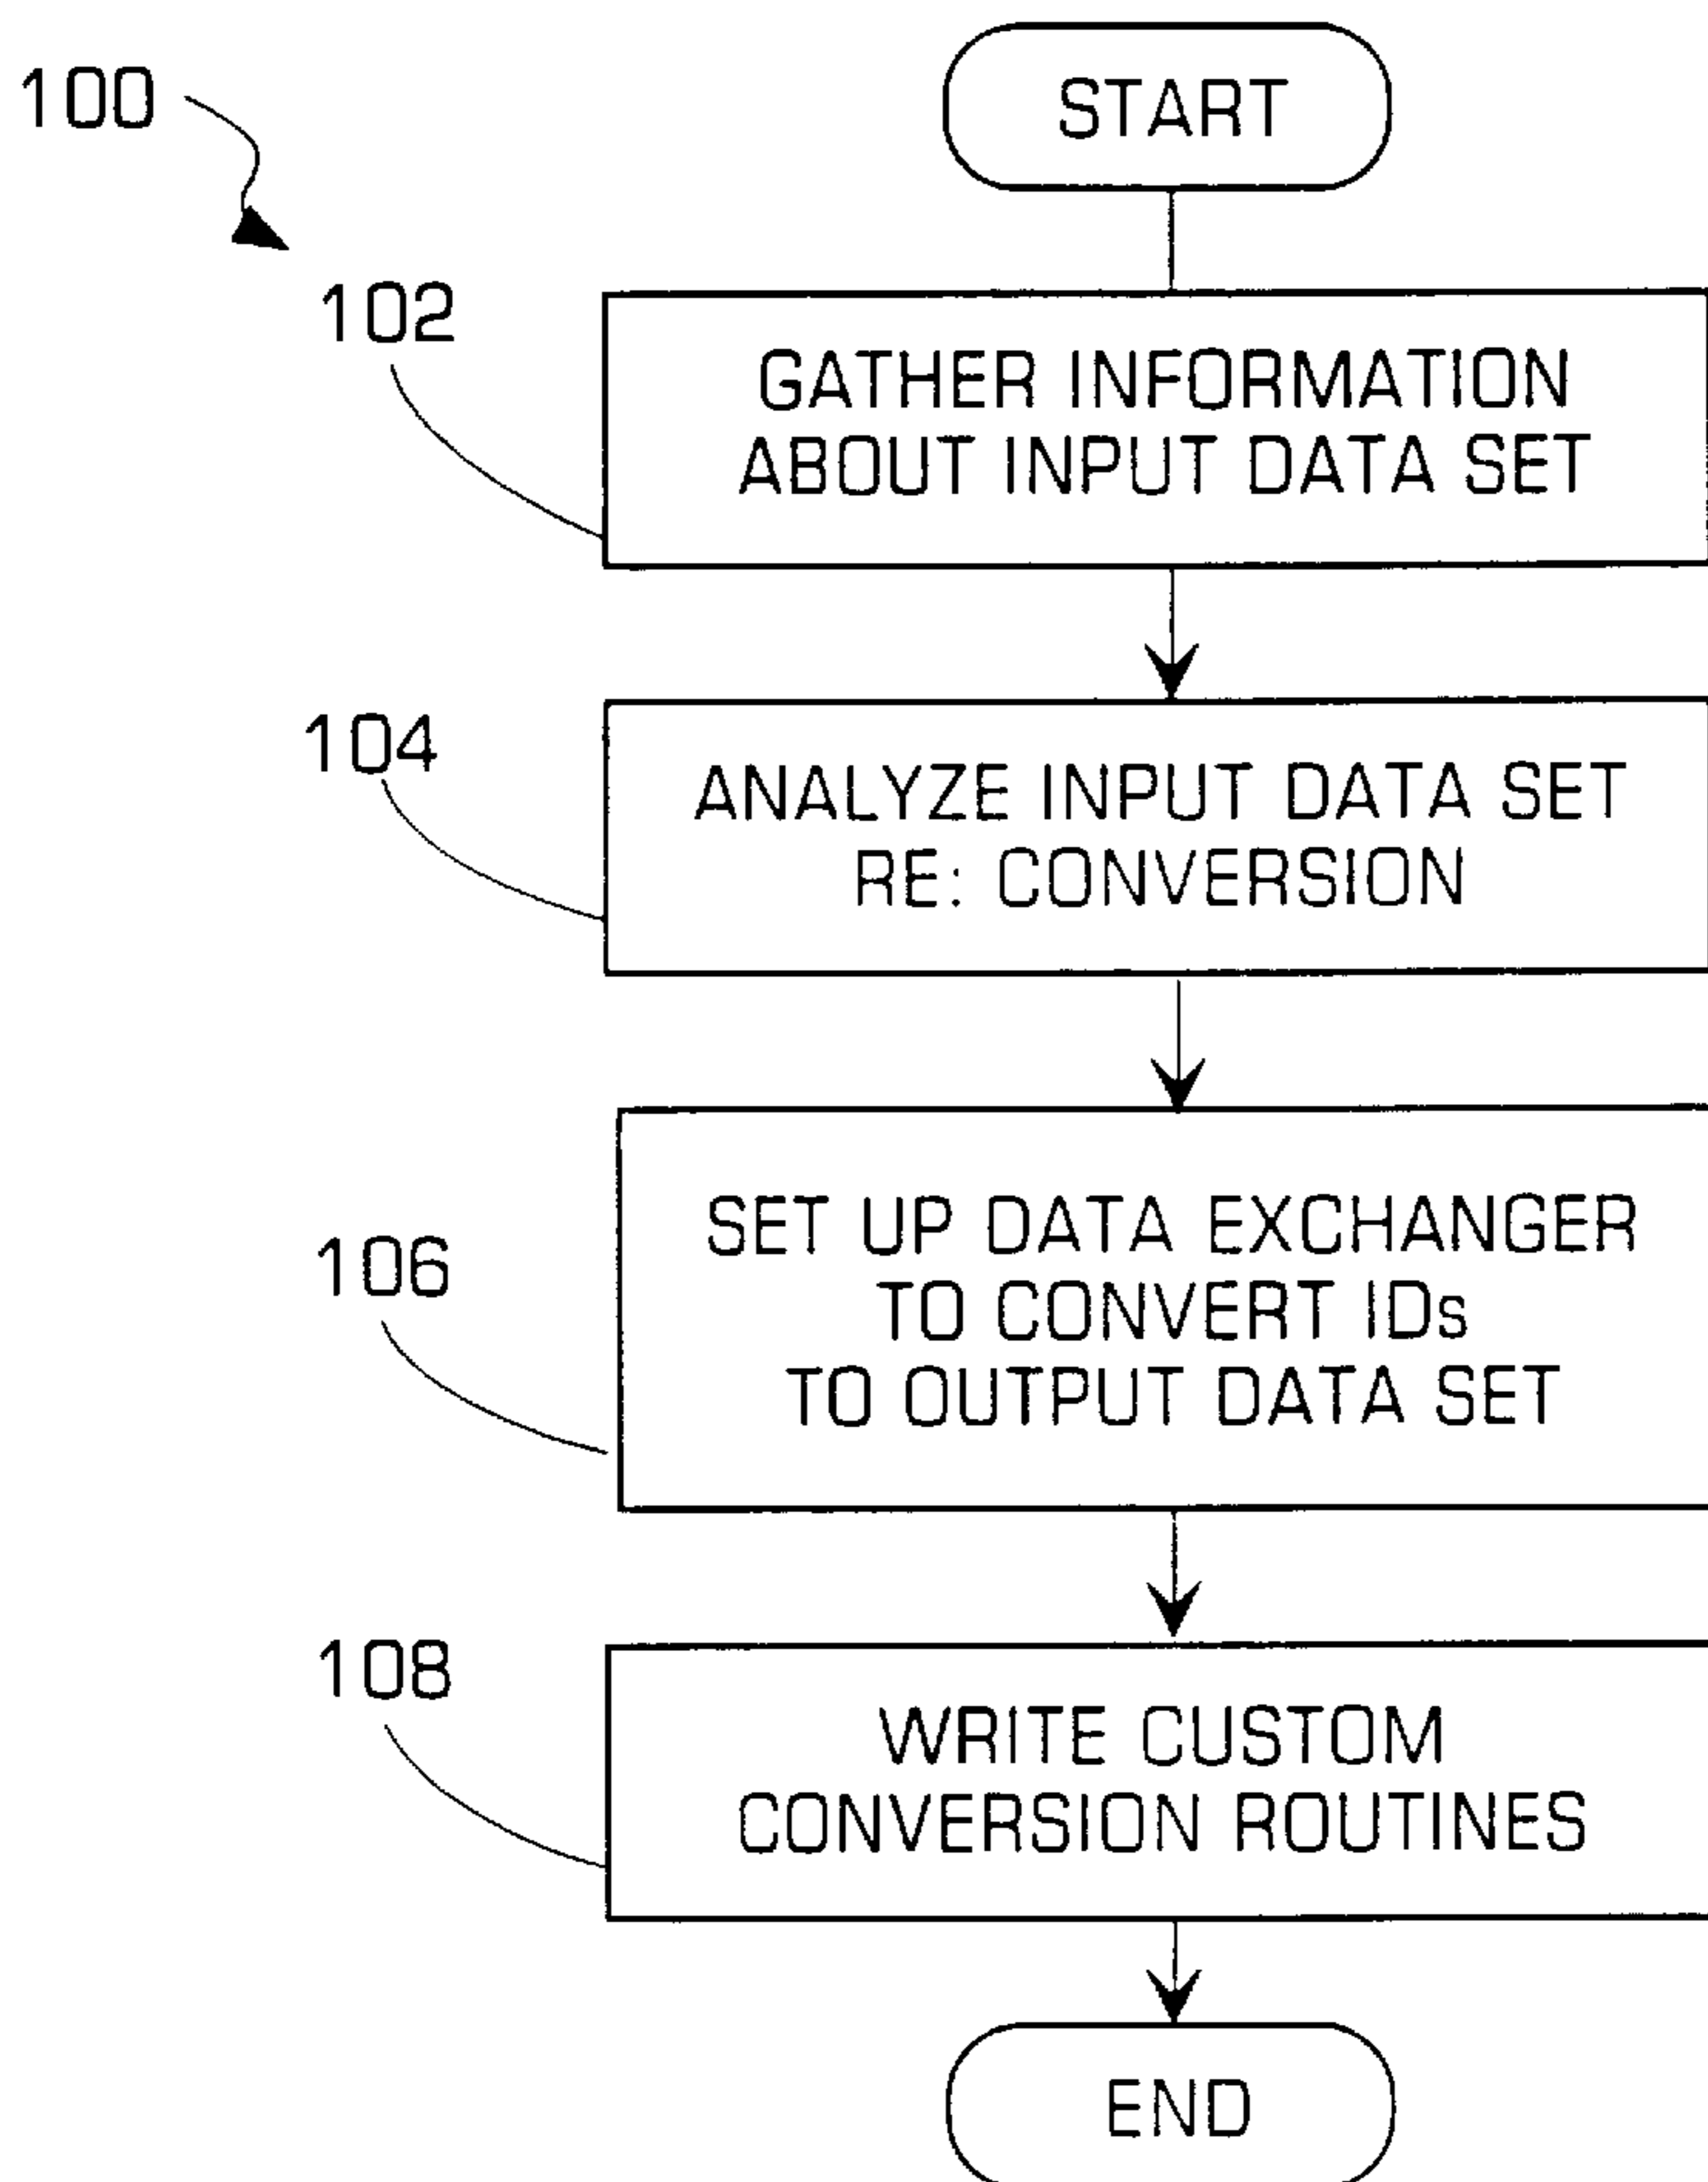 100
START
102
GATHER INFORMATION
ABOUT INPUT DATA SET
104
ANALYZE INPUT DATA SET
RE: CONVERSION
106
SET UP DATA EXCHANGER
TO CONVERT IDs
TO OUTPUT DATA SET
108
WRITE CUSTOM
CONVERSION ROUTINES
END